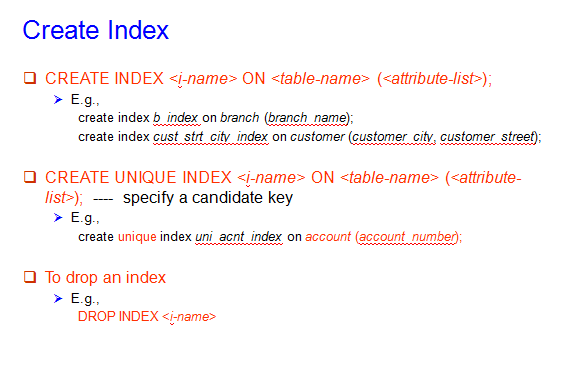 Create Index
CREATE INDEX <i-name> ON <table-name> (<attribute-list>);
E.g.,
create index b_index on branch (branch_name);
create index cust_strt_city_index on customer (customer_city, customer_street);
CREATE UNIQUE INDEX <i-name> ON <table-name> (<attribute-
list>); ---- specify a candidate key
E.g.,
create unique index uni_acnt_index on account (account_number);
To drop an index
E.g.,
DROP INDEX <i-name>